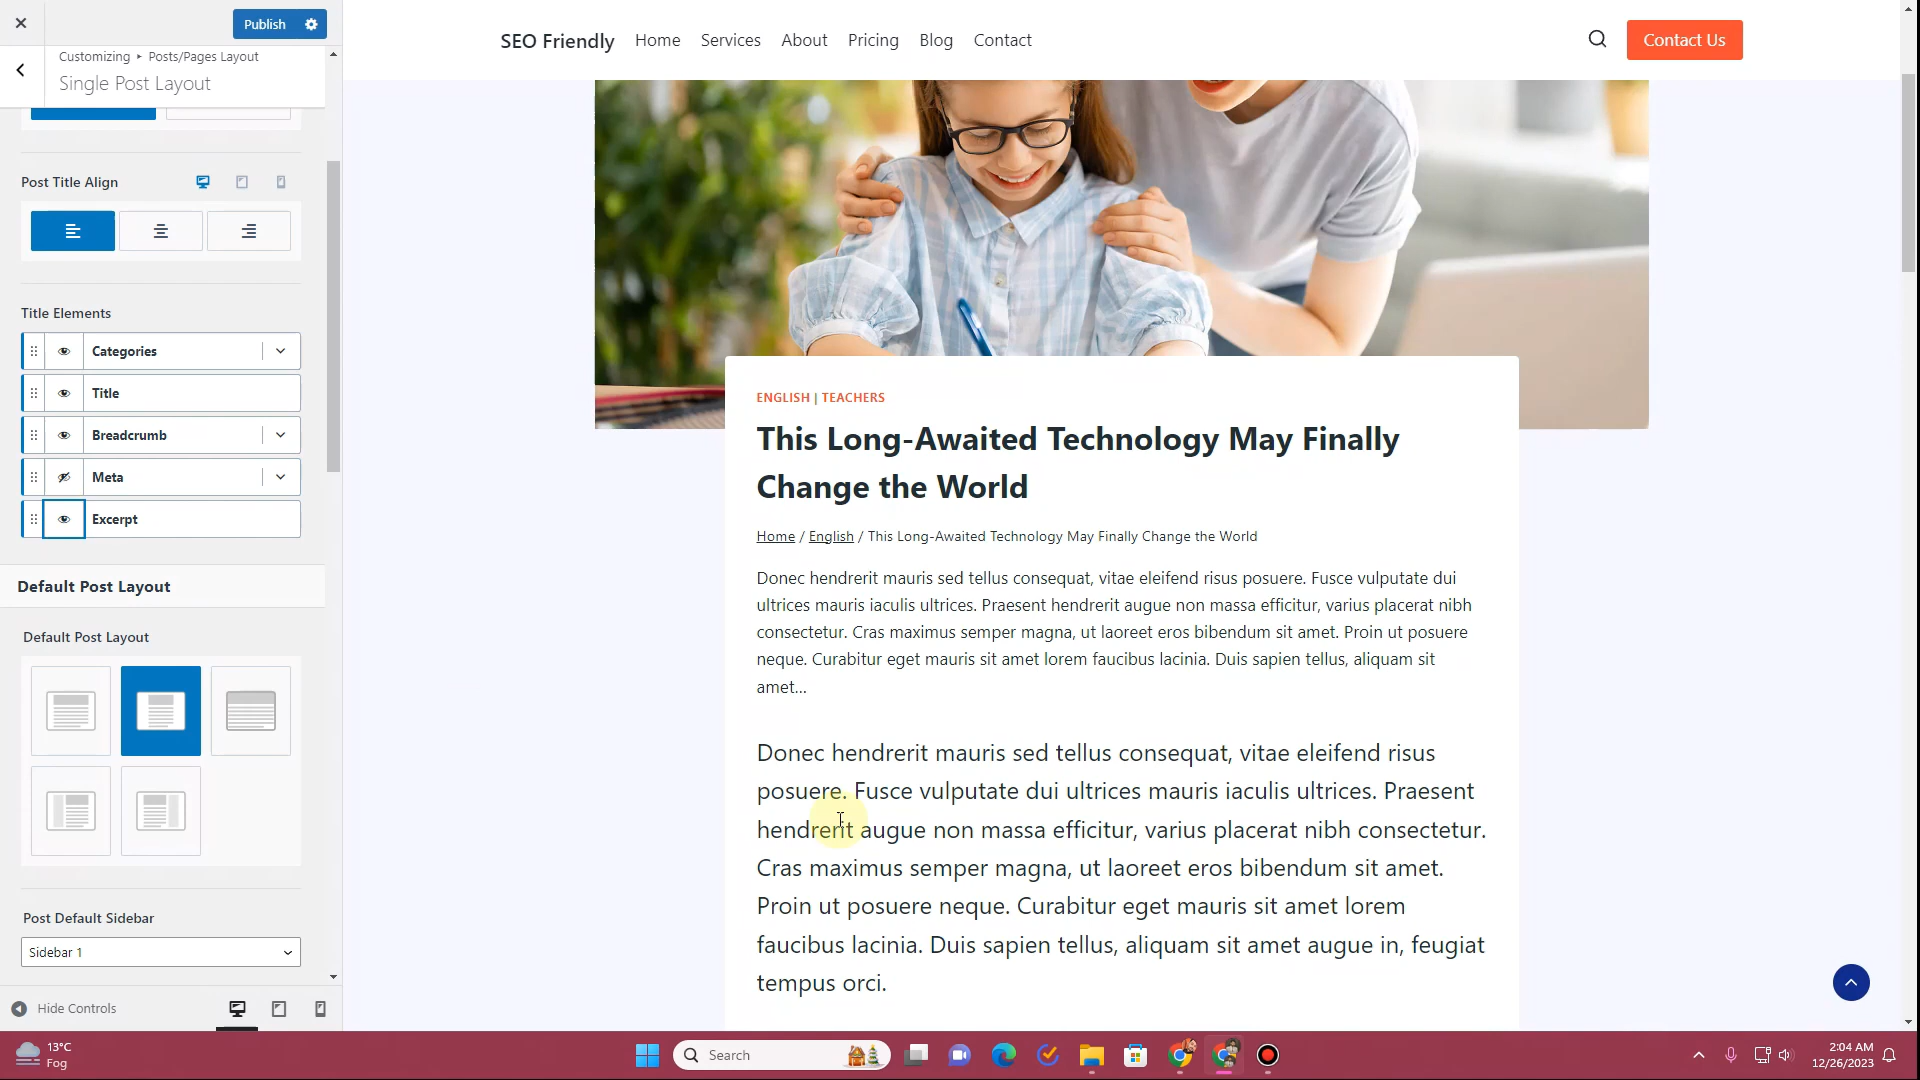 Publish
Customizing ▸ Posts/Pages Layout
Single Post Layout
Post Title Align
Title Elements
Categories
Title
Breadcrumb
Meta
Excerpt
Default Post Layout
Default Post Layout
Post Default Sidebar
Sidebar 1
Hide Controls
SEO Friendly Home Services About Pricing Blog Contact
Contact Us
ENGLISH | TEACHERS
This Long-Awaited Technology May Finally
Change the World
Home / English / This Long-Awaited Technology May Finally Change the World
Donec hendrerit mauris sed tellus consequat, vitae eleifend risus posuere. Fusce vulputate dui
ultrices mauris iaculis ultrices. Praesent hendrerit augue non massa efficitur, varius placerat nibh
consectetur. Cras maximus semper magna, ut laoreet eros bibendum sit amet. Proin ut posuere
neque. Curabitur eget mauris sit amet lorem faucibus lacinia. Duis sapien tellus, aliquam sit
amet...
Donec hendrerit mauris sed tellus consequat, vitae eleifend risus
posuere. Fusce vulputate dui ultrices mauris iaculis ultrices. Praesent
hendrerit augue non massa efficitur, varius placerat nibh consectetur.
Cras maximus semper magna, ut laoreet eros bibendum sit amet.
Proin ut posuere neque. Curabitur eget mauris sit amet lorem
faucibus lacinia. Duis sapien tellus, aliquam sit amet augue in, feugiat
tempus orci.
13°C
Fog
Search
2:04 AM
12/26/2023